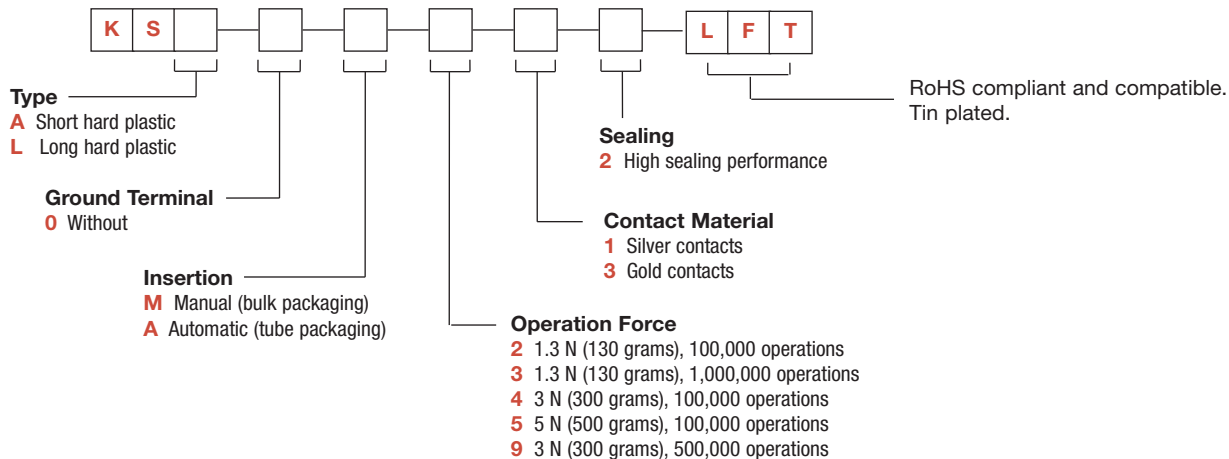 K S L F T
RoHS compliant and compatible.
Tin plated.
Type
A Short hard plastic
L Long hard plastic
Sealing
2 High sealing performance
Ground Terminal
0 Without
Contact Material
1 Silver contacts
3 Gold contacts
Insertion
M Manual (bulk packaging)
A Automatic (tube packaging)
Operation Force
2 1.3 N (130 grams), 100,000 operations
3 1.3 N (130 grams), 1,000,000 operations
4 3 N (300 grams), 100,000 operations
5 5 N (500 grams), 100,000 operations
9 3 N (300 grams), 500,000 operations